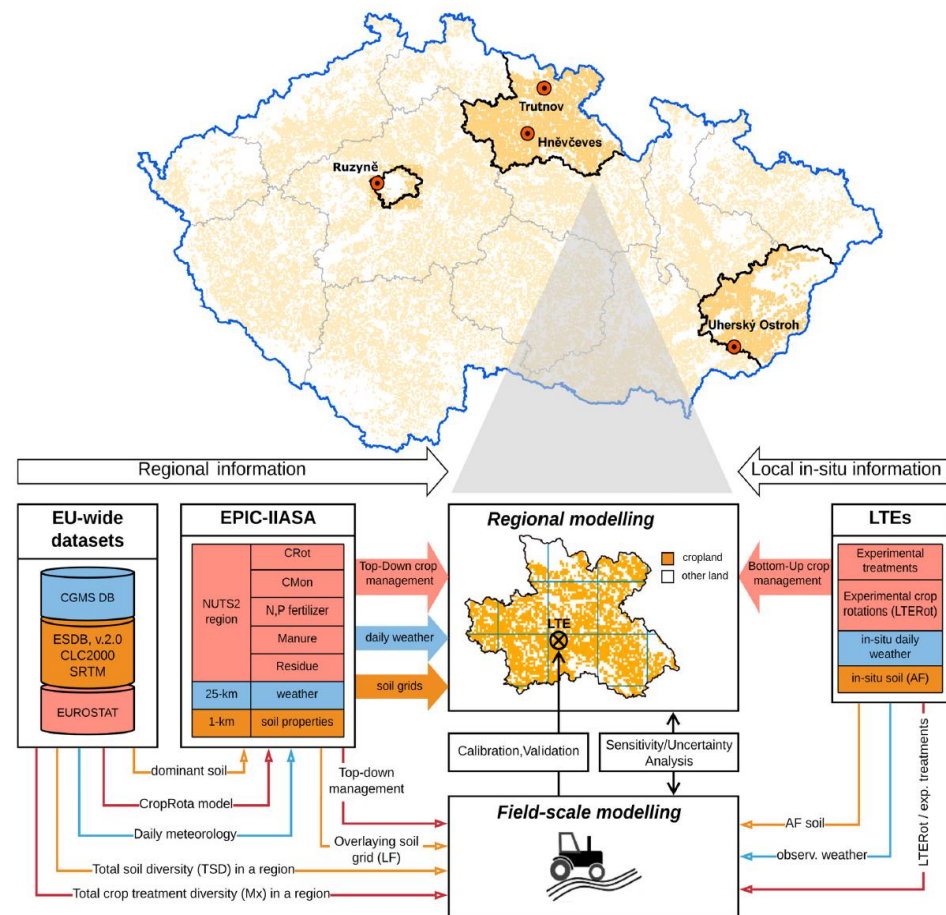 Trutnov
Hněvčeves
Ruzyně
Uherský Ostroh
Regional information
Local in-situ information
EU-wide
datasets
CGMS DB
ESDB, v.2.0
CLC2000
SRTM
EUROSTAT
EPIC-IIASA
NUTS2
region
CRot
CMon
N,P fertilizer
Manure
Residue
25-km
weather
1-km
soil properties
Top-Down crop
management
daily weather
soil grids
Regional modelling
cropland
other land
LTE
Bottom-Up crop
management
LTEs
Experimental
treatments
Experimental crop
rotations (LTERot)
in-situ daily
weather
in-situ soil (AF)
Calibration,Validation
Sensitivity/Uncertainty
Analysis
dominant soil
CropRota model
Daily meteorology
Total soil diversity (TSD) in a region
Total crop treatment diversity (Mx) in a region
Top-down
management
Overlaying soil
grid (LF)
Field-scale modelling
AF soil
observ. weather
LTERot / exp. treatments